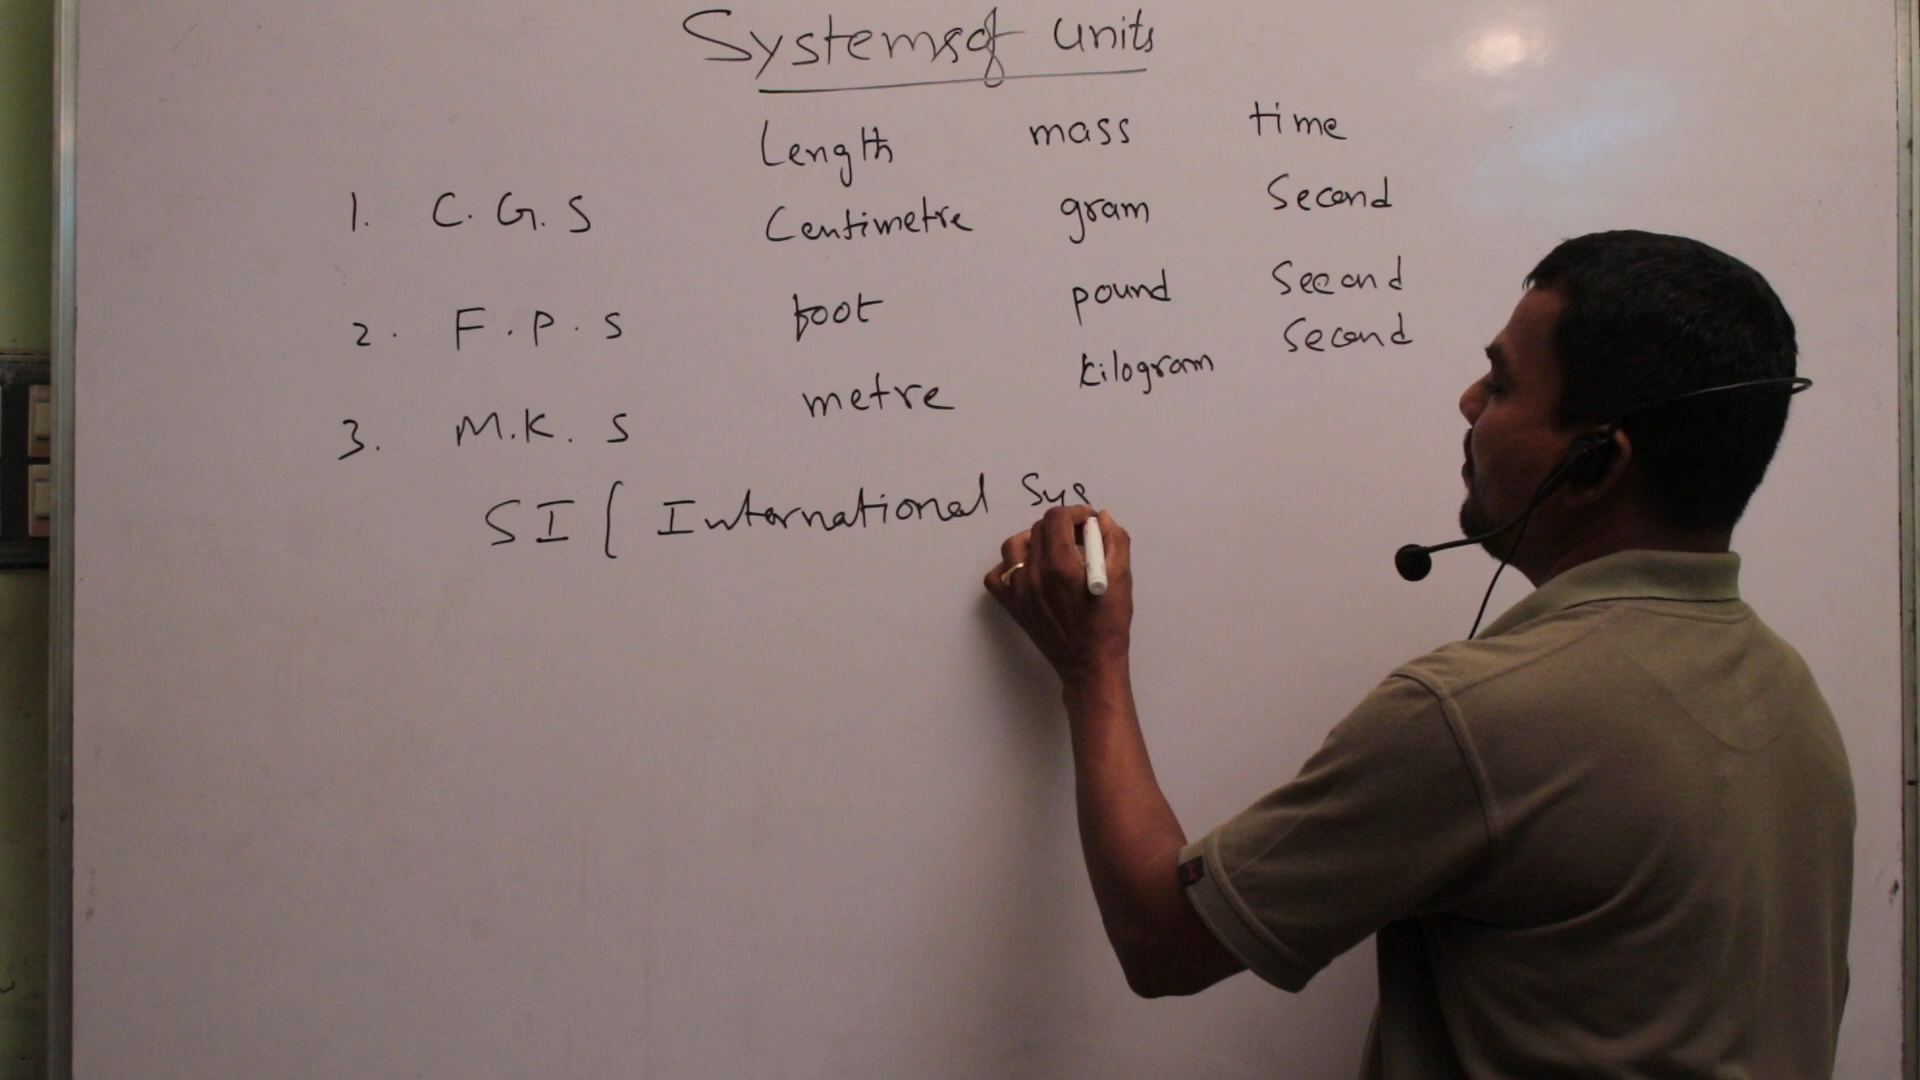 Systems of units
Length mass time
1. C. G. S Centimetre gram Second
2. F. P. S foot pound Second
3. M. K. S metre kilogram Second
SI ( International Sys